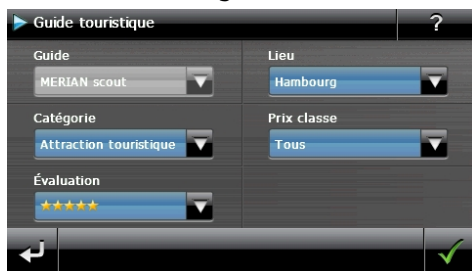 Guide touristique ?
Guide
MERIAN scout
Lieu
Hambourg
Catégorie
Attraction touristique
Prix classe
Tous
Évaluation